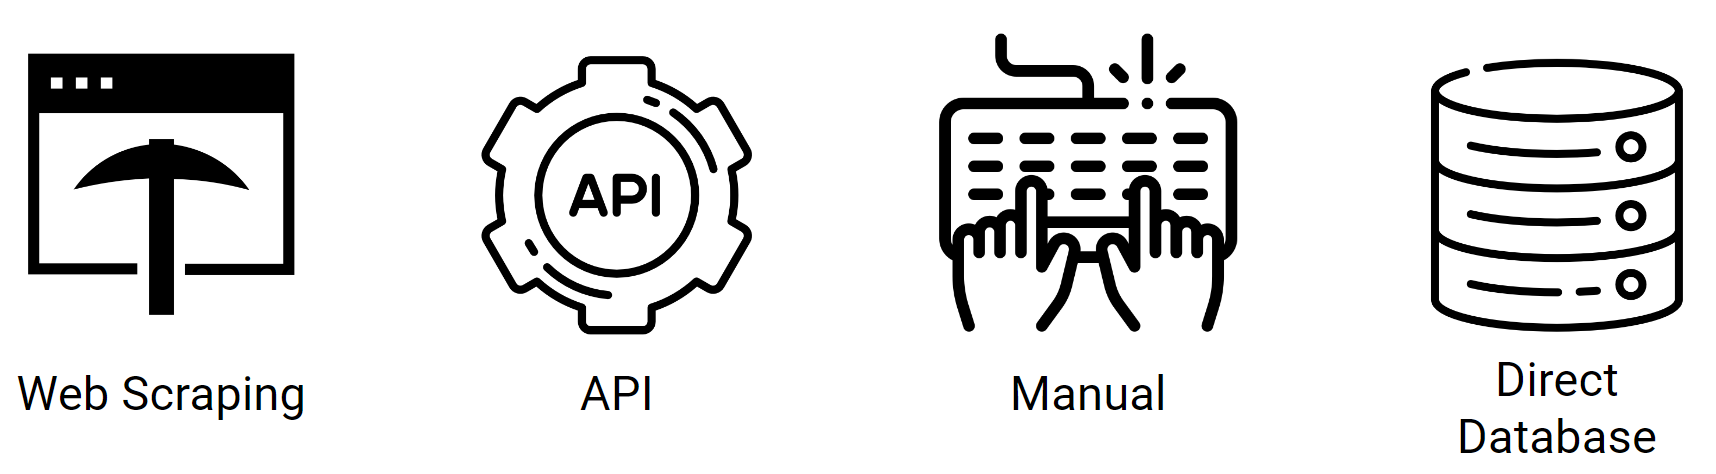 API
Web Scraping
API
Manual
Direct
Database